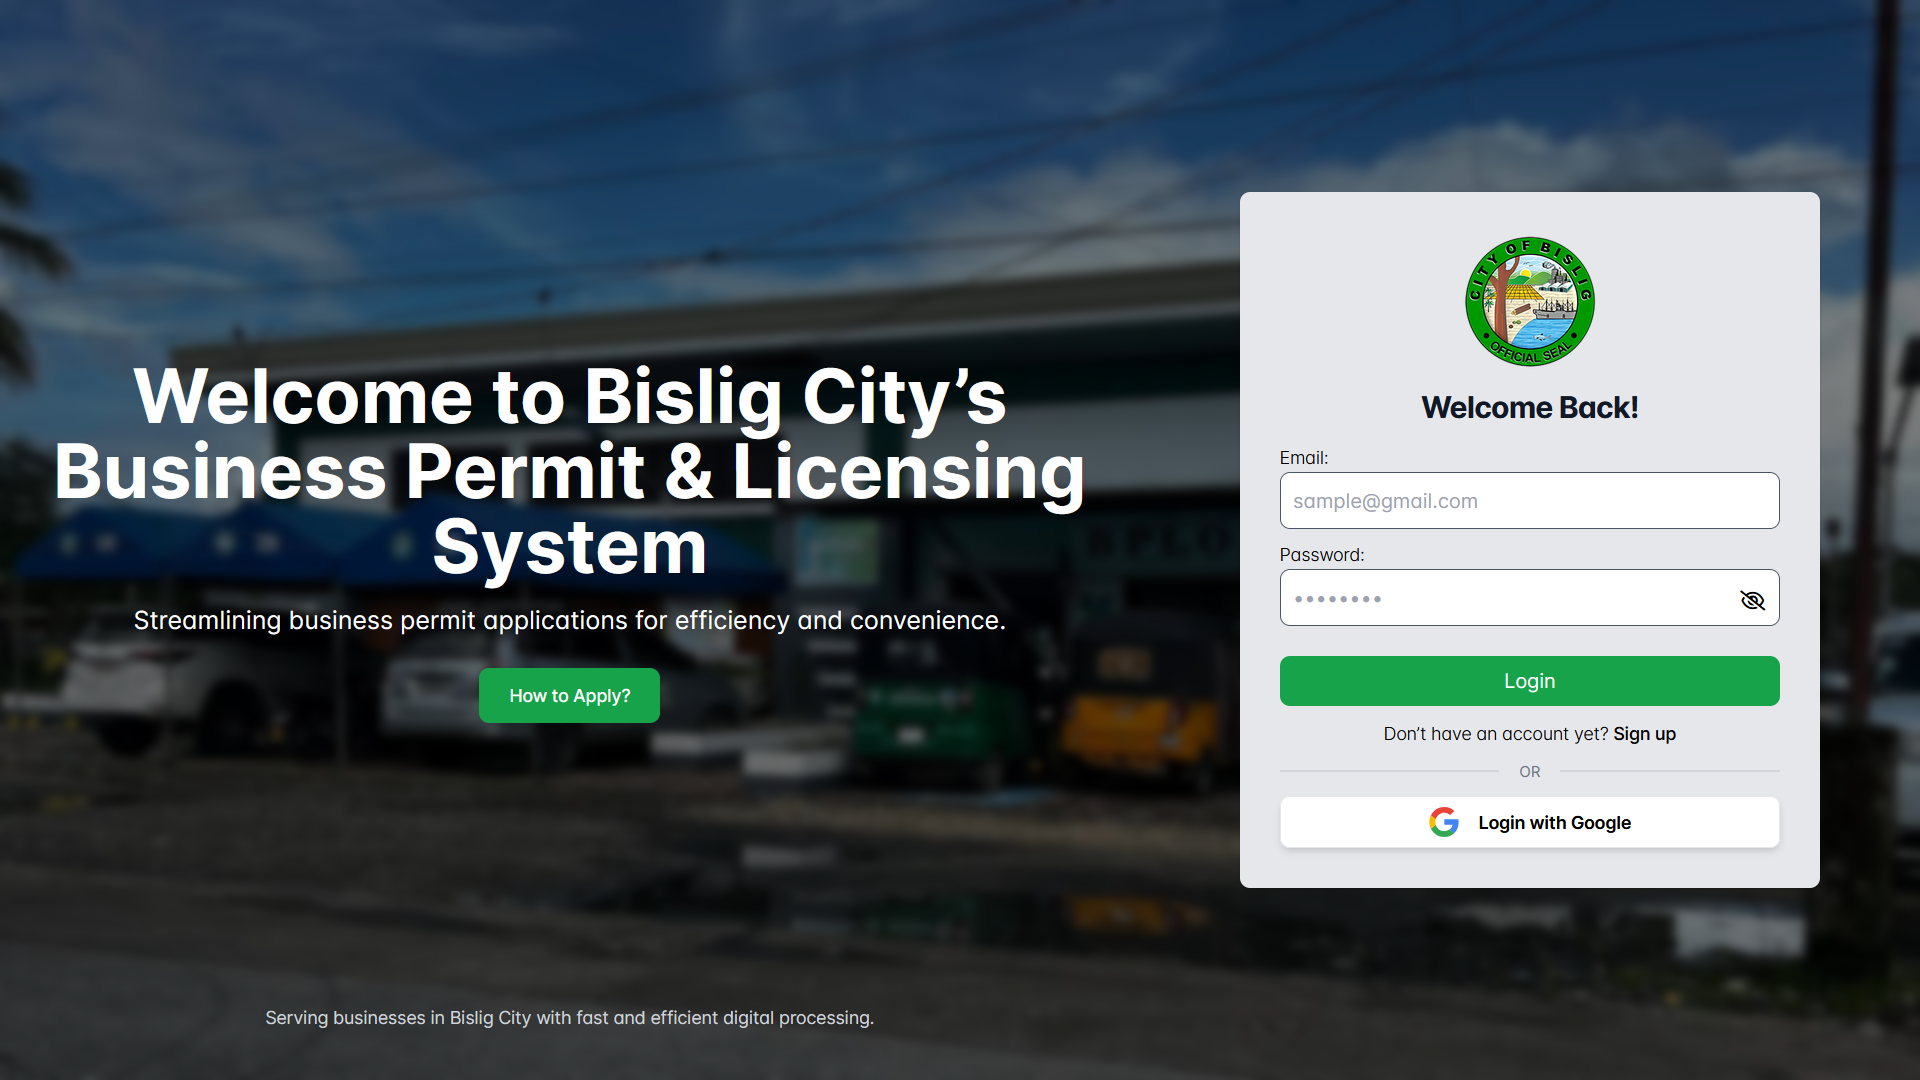 Welcome to Bislig City’s
Business Permit & Licensing
System
Streamlining business permit applications for efficiency and convenience.
How to Apply?
Serving businesses in Bislig City with fast and efficient digital processing.
CITY OF BISLIG
OFFICIAL SEAL
Welcome Back!
Email:
sample@gmail.com
Password:
Login
Don’t have an account yet? Sign up
OR
Login with Google
BPLO